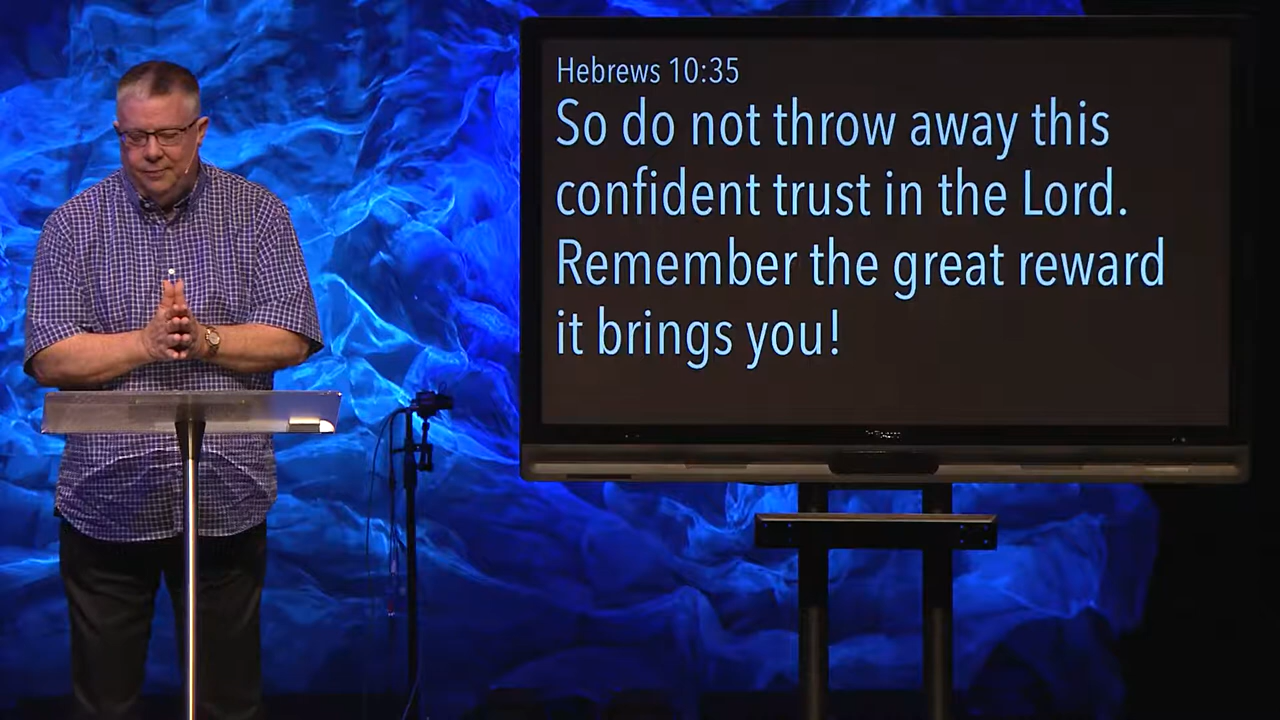 Hebrews 10:35
So do not throw away this
confident trust in the Lord.
Remember the great reward
it brings you!